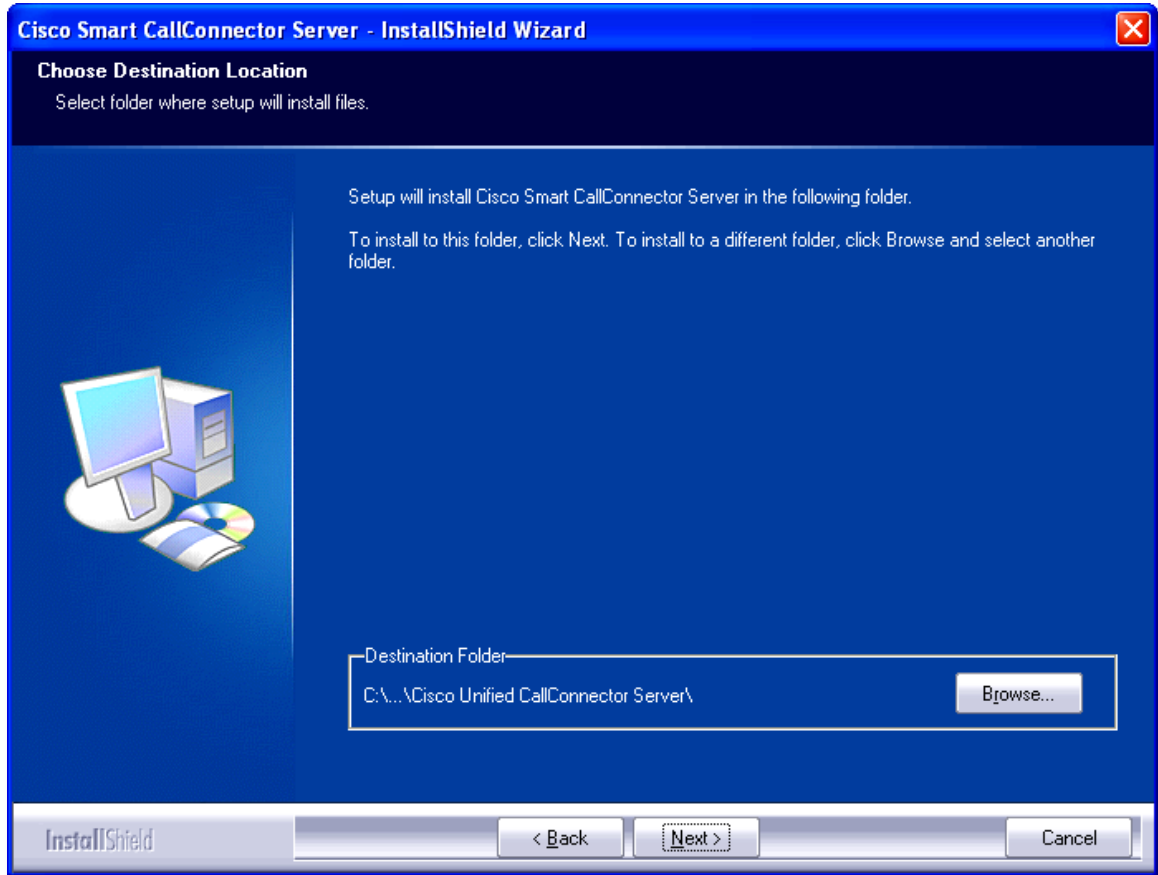 Cisco Smart CallConnector Server - InstallShield Wizard
Choose Destination Location
Select folder where setup will install files.
Setup will install Cisco Smart CallConnector Server in the following folder.
To install to this folder, click Next. To install to a different folder, click Browse and select another
folder.
Destination Folder
C:\...\Cisco Unified CallConnector Server\
Browse...
InstallShield
< Back
Next >
Cancel